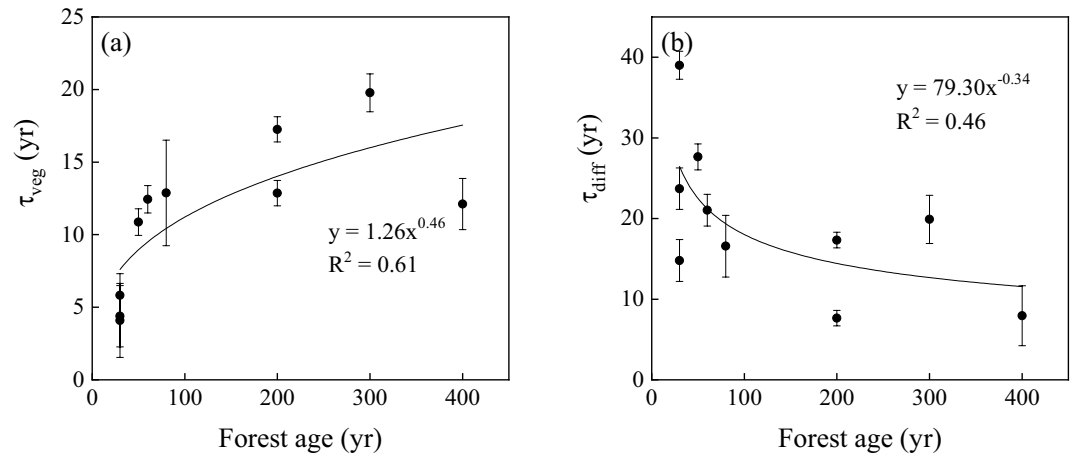 (a)
25
20
15
10
5
0
τveg (yr)
y = 1.26x^0.46
R² = 0.61
0 100 200 300 400
Forest age (yr)
(b)
40
30
20
10
0
τdiff (yr)
y = 79.30x^-0.34
R² = 0.46
0 100 200 300 400
Forest age (yr)